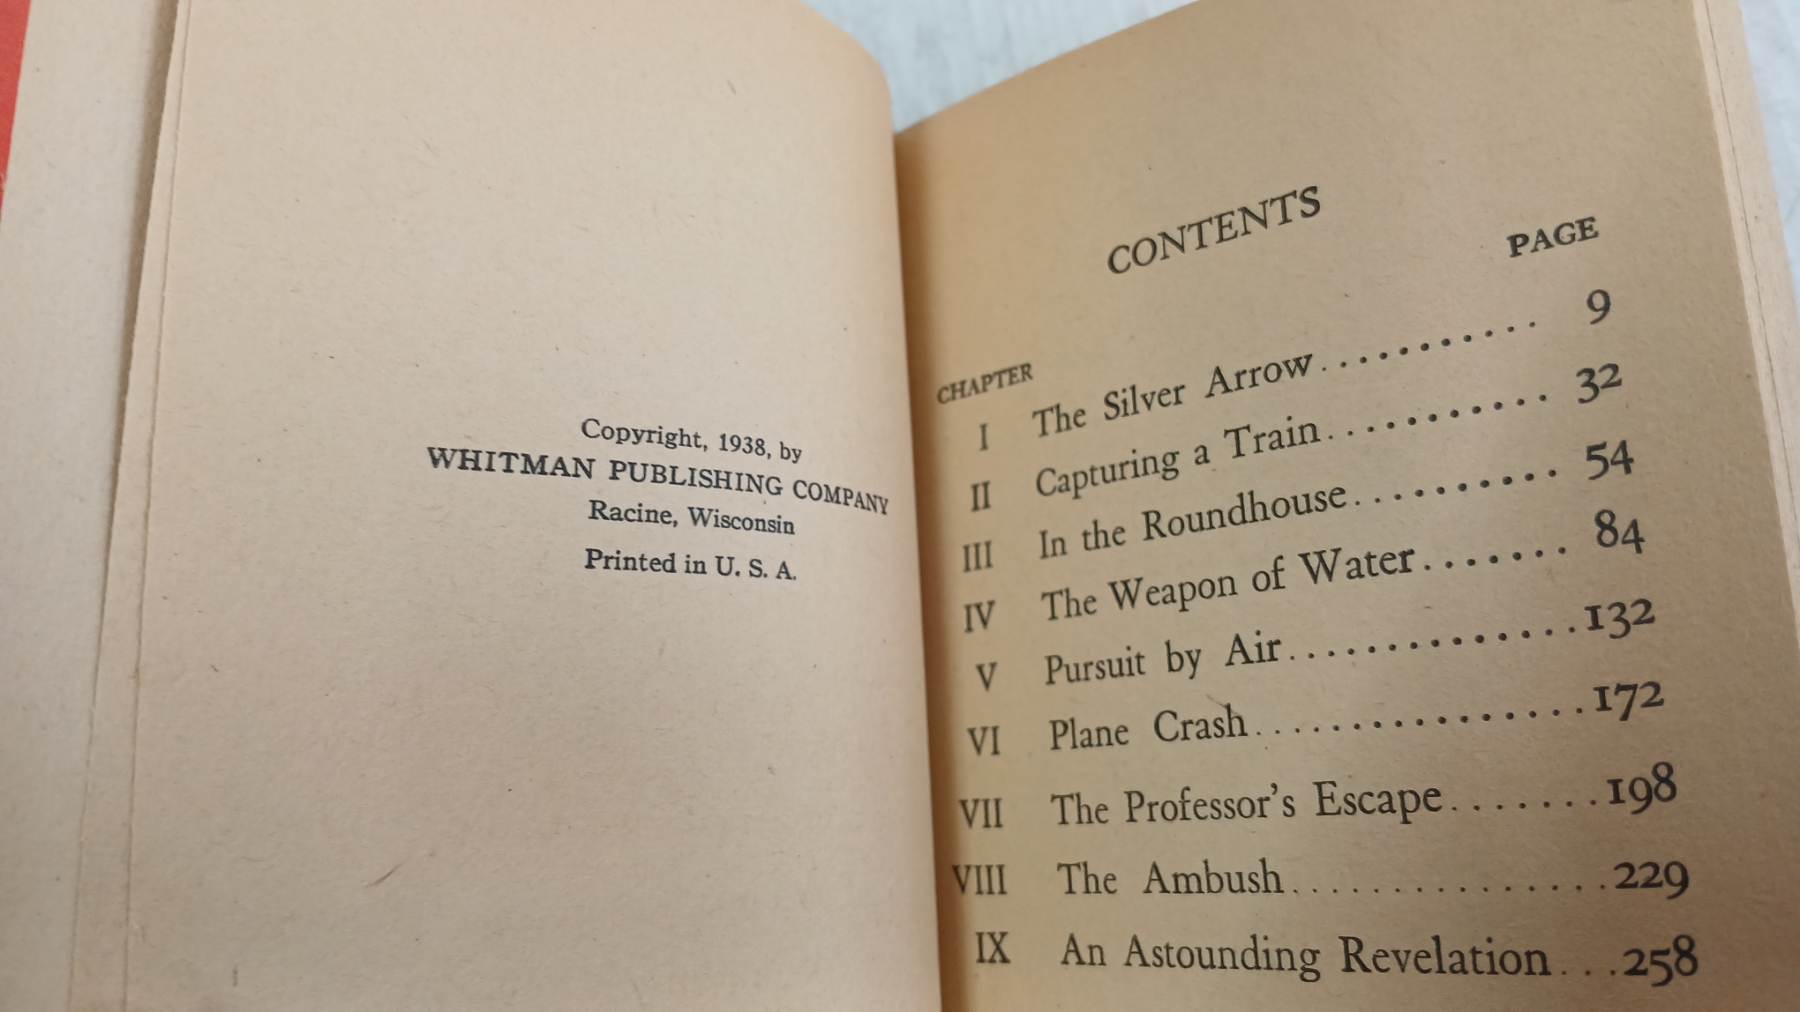 Copyright, 1938, by
WHITMAN PUBLISHING COMPANY
Racine, Wisconsin
Printed in U. S. A.
CONTENTS
PAGE
CHAPTER
I The Silver Arrow........... 9
II Capturing a Train........... 32
III In the Roundhouse.......... 54
IV The Weapon of Water....... 84
V Pursuit by Air..............132
VI Plane Crash................172
VII The Professor's Escape.......198
VIII The Ambush...............229
IX An Astounding Revelation...258